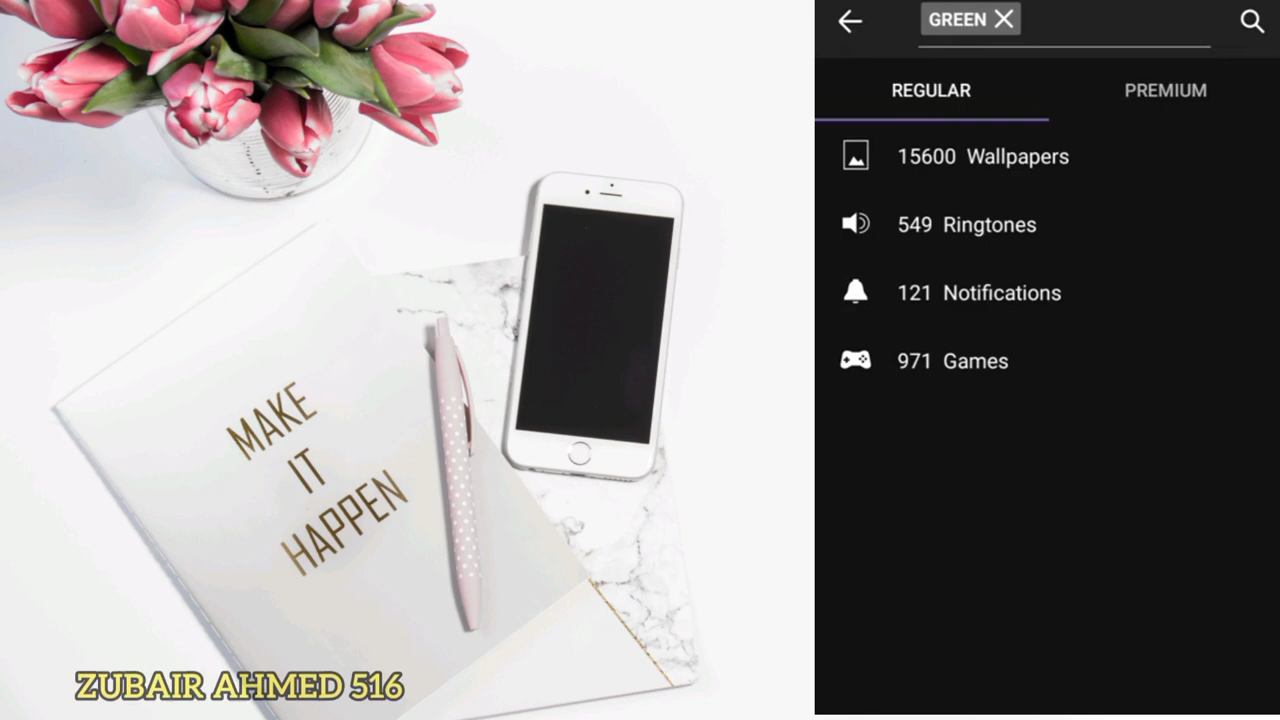 MAKE
IT
HAPPEN
ZUBAIR AHMED 516
GREEN
REGULAR PREMIUM
15600 Wallpapers
549 Ringtones
121 Notifications
971 Games